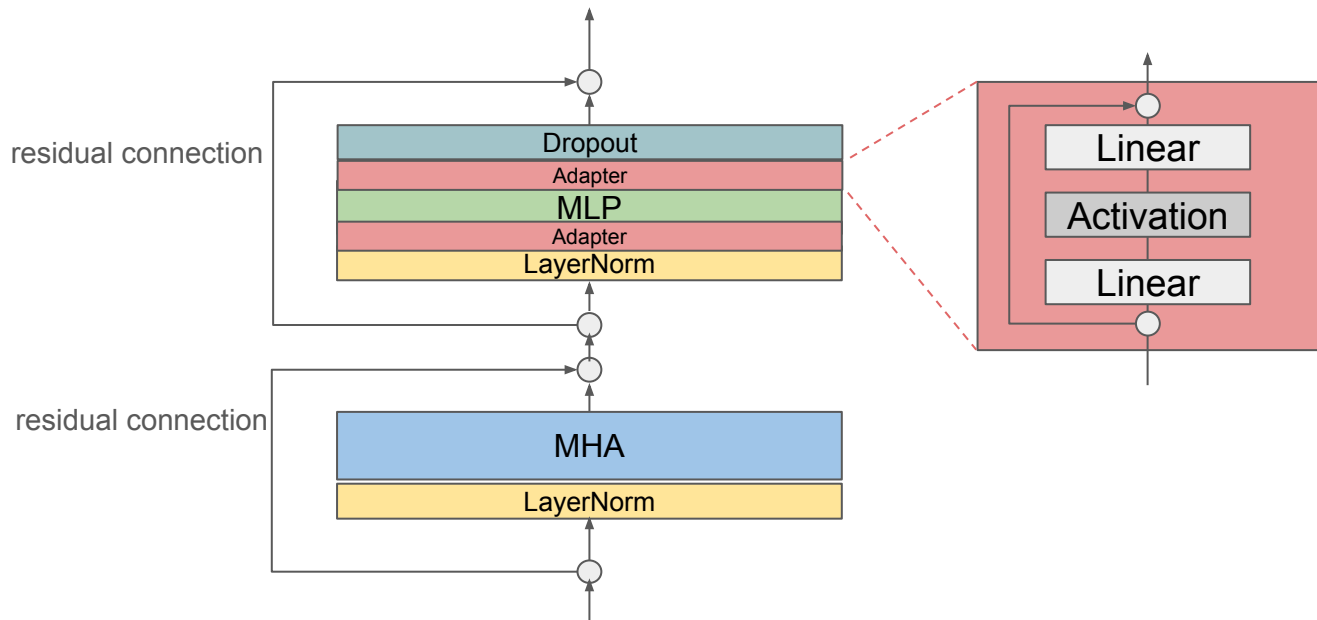 residual connection
Dropout
Adapter
MLP
Adapter
LayerNorm
residual connection
MHA
LayerNorm
Linear
Activation
Linear